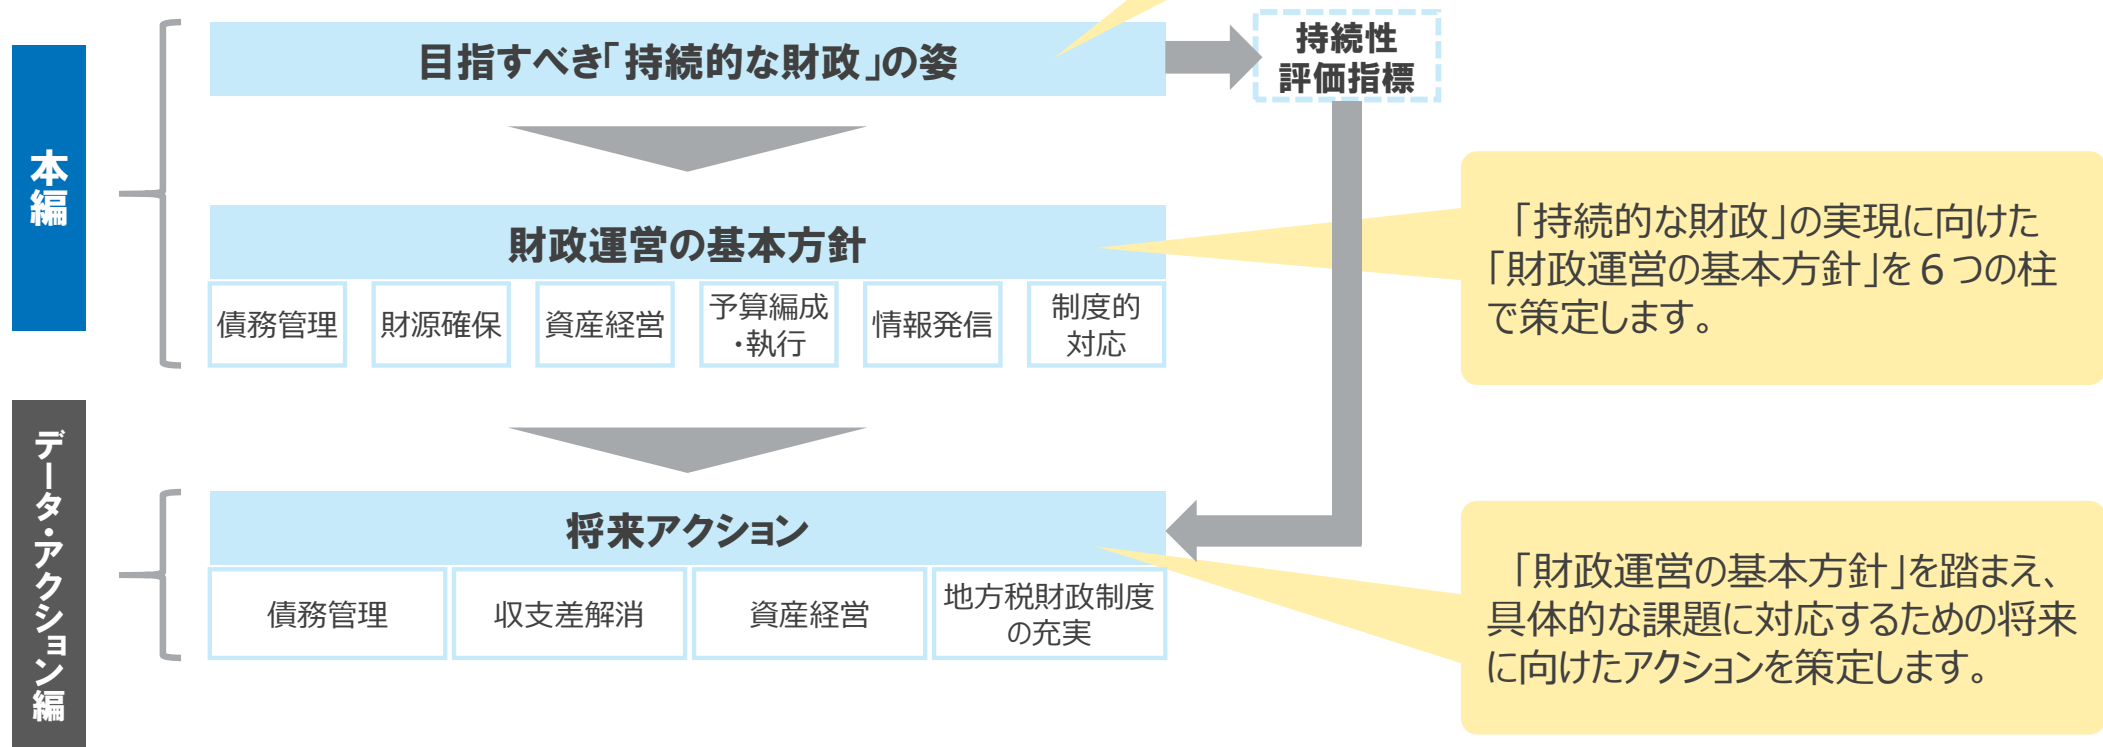 本編
目指すべき「持続的な財政」の姿
持続性
評価指標
財政運営の基本方針
債務管理
財源確保
資産経営
予算編成
・執行
情報発信
制度的
対応
「持続的な財政」の実現に向けた
「財政運営の基本方針」を６つの柱
で策定します。
データ・アクション編
将来アクション
債務管理
収支差解消
資産経営
地方税財政制度
の充実
「財政運営の基本方針」を踏まえ、
具体的な課題に対応するための将来
に向けたアクションを策定します。